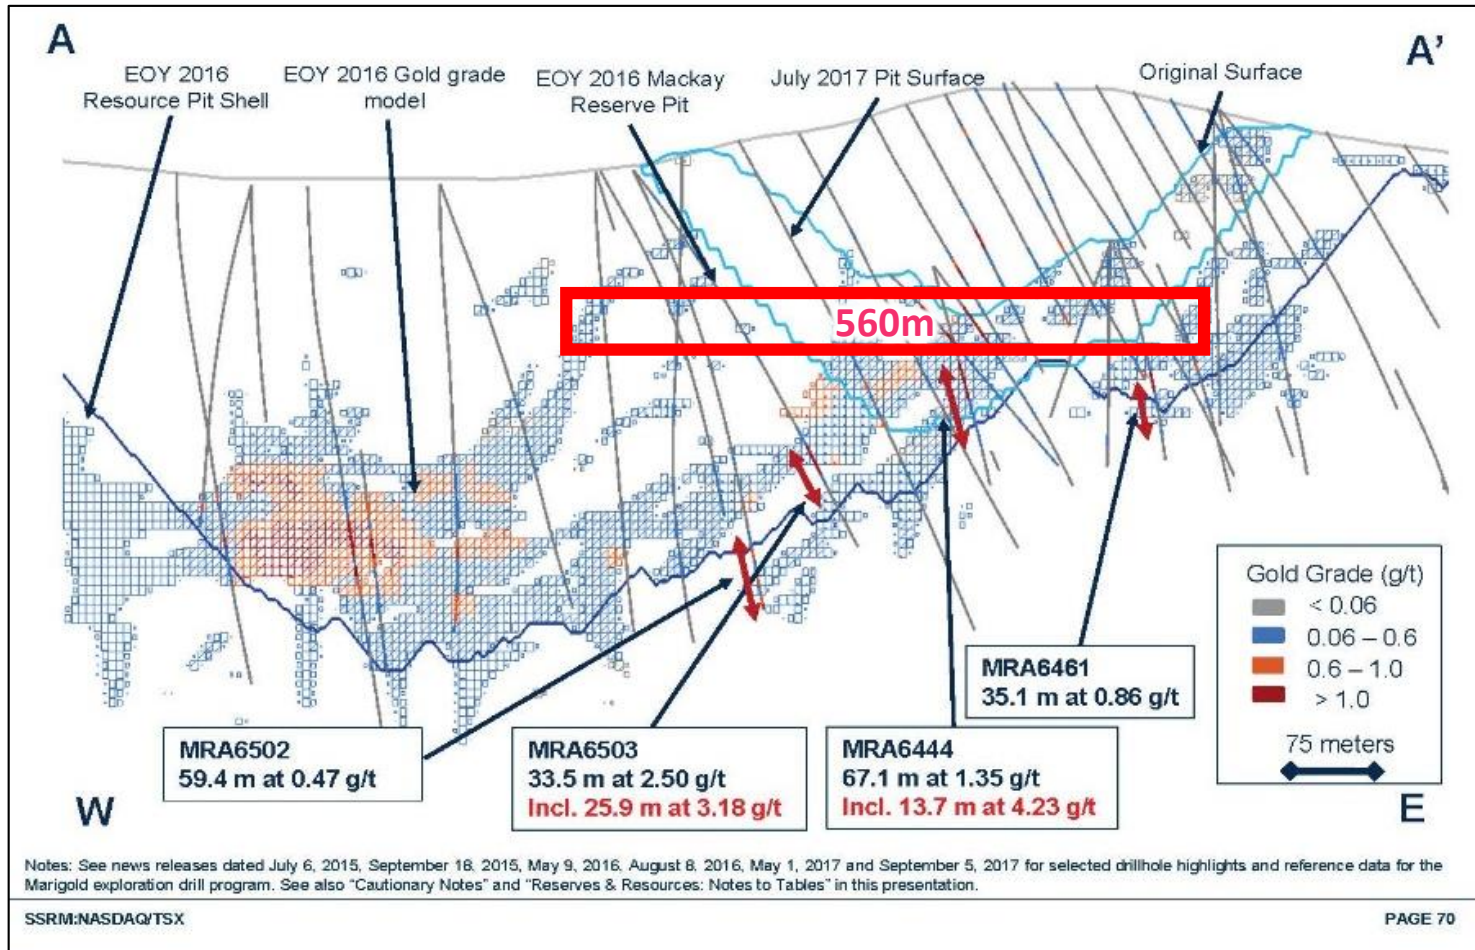 A
A'
EOY 2016
Resource Pit Shell
EOY 2016 Gold grade
model
EOY 2016 Mackay
Reserve Pit
July 2017 Pit Surface
Original Surface
560m
Gold Grade (g/t)
< 0.06
0.06 – 0.6
0.6 – 1.0
> 1.0
75 meters
MRA6461
35.1 m at 0.86 g/t
MRA6502
59.4 m at 0.47 g/t
MRA6503
33.5 m at 2.50 g/t
Incl. 25.9 m at 3.18 g/t
MRA6444
67.1 m at 1.35 g/t
Incl. 13.7 m at 4.23 g/t
W
E
Notes: See news releases dated July 6, 2015, September 16, 2015, May 9, 2016, August 8, 2016, May 1, 2017 and September 5, 2017 for selected drillhole highlights and reference data for the
Marigold exploration drill program. See also "Cautionary Notes" and "Reserves & Resources: Notes to Tables" in this presentation.
SSRM:NASDAQ/TSX
PAGE 70